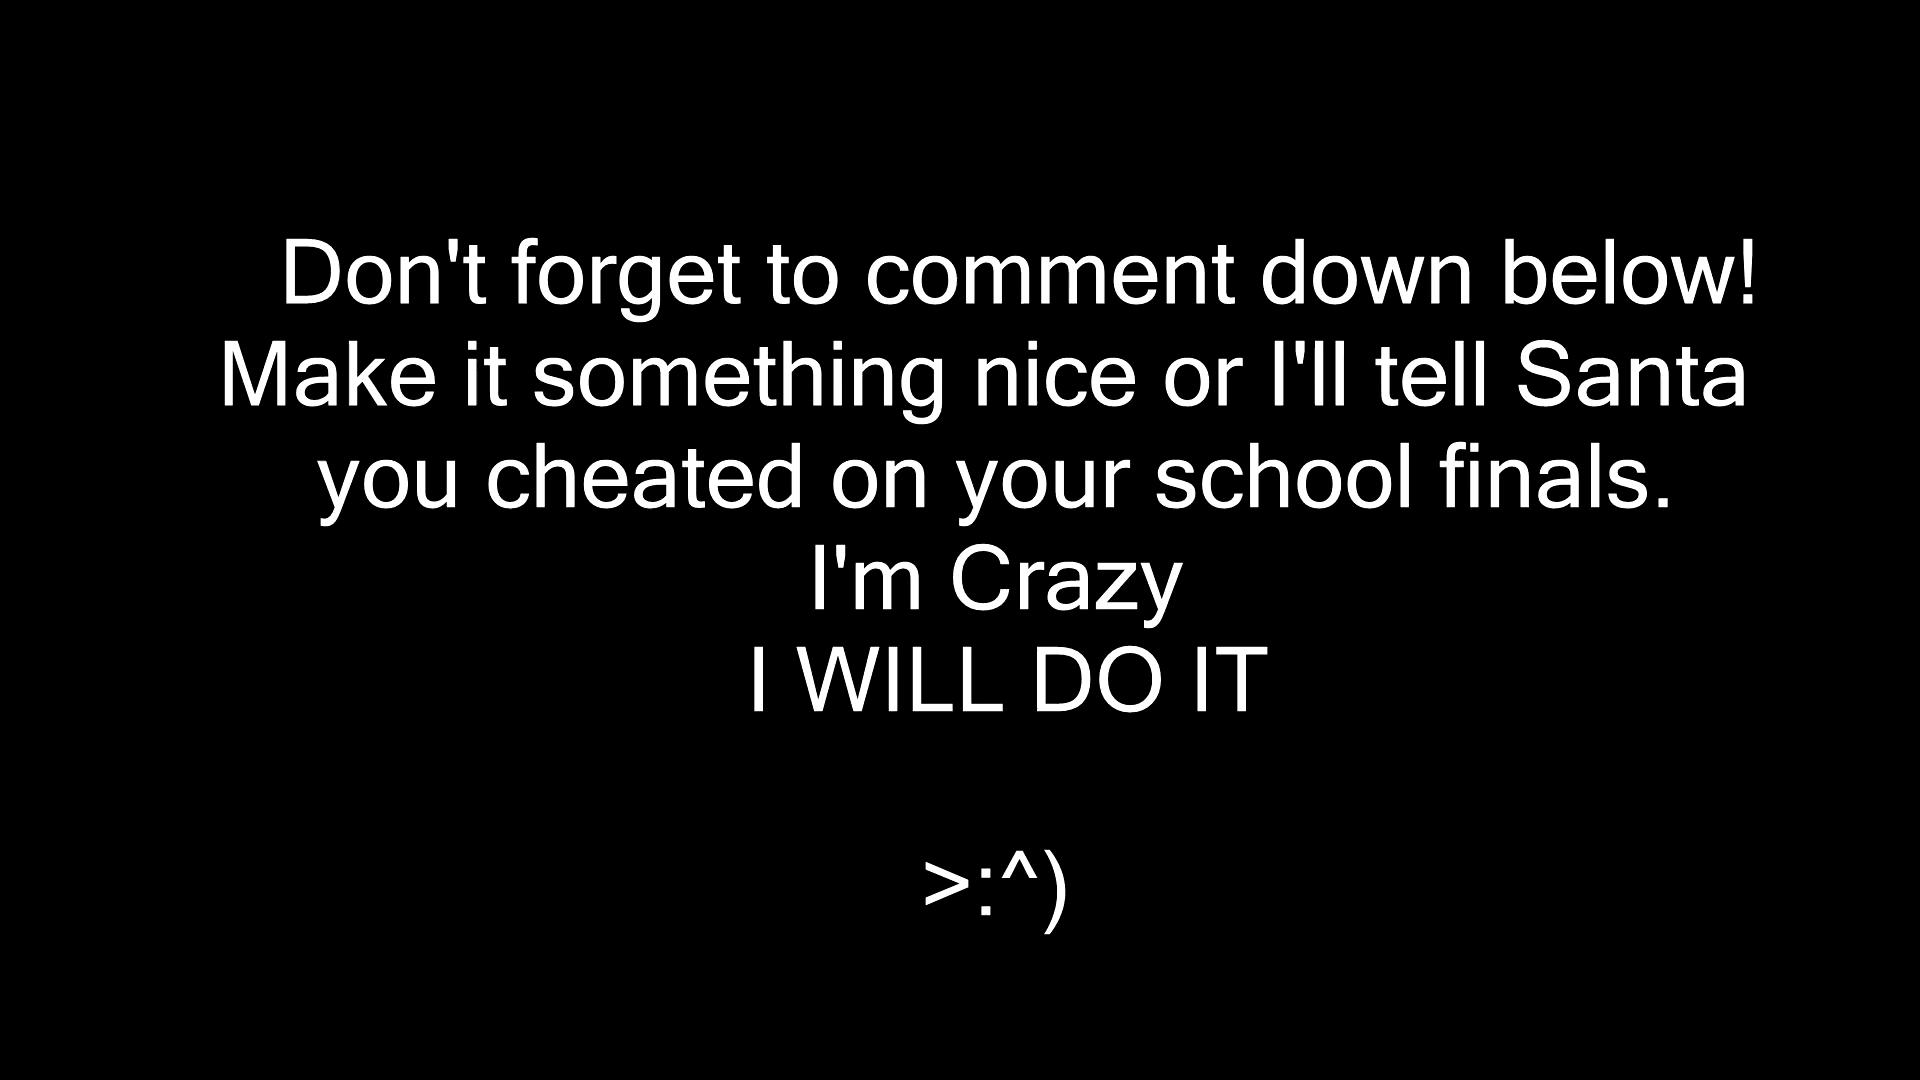 Don't forget to comment down below!
Make it something nice or I'll tell Santa
you cheated on your school finals.
I'm Crazy
I WILL DO IT
>:^)